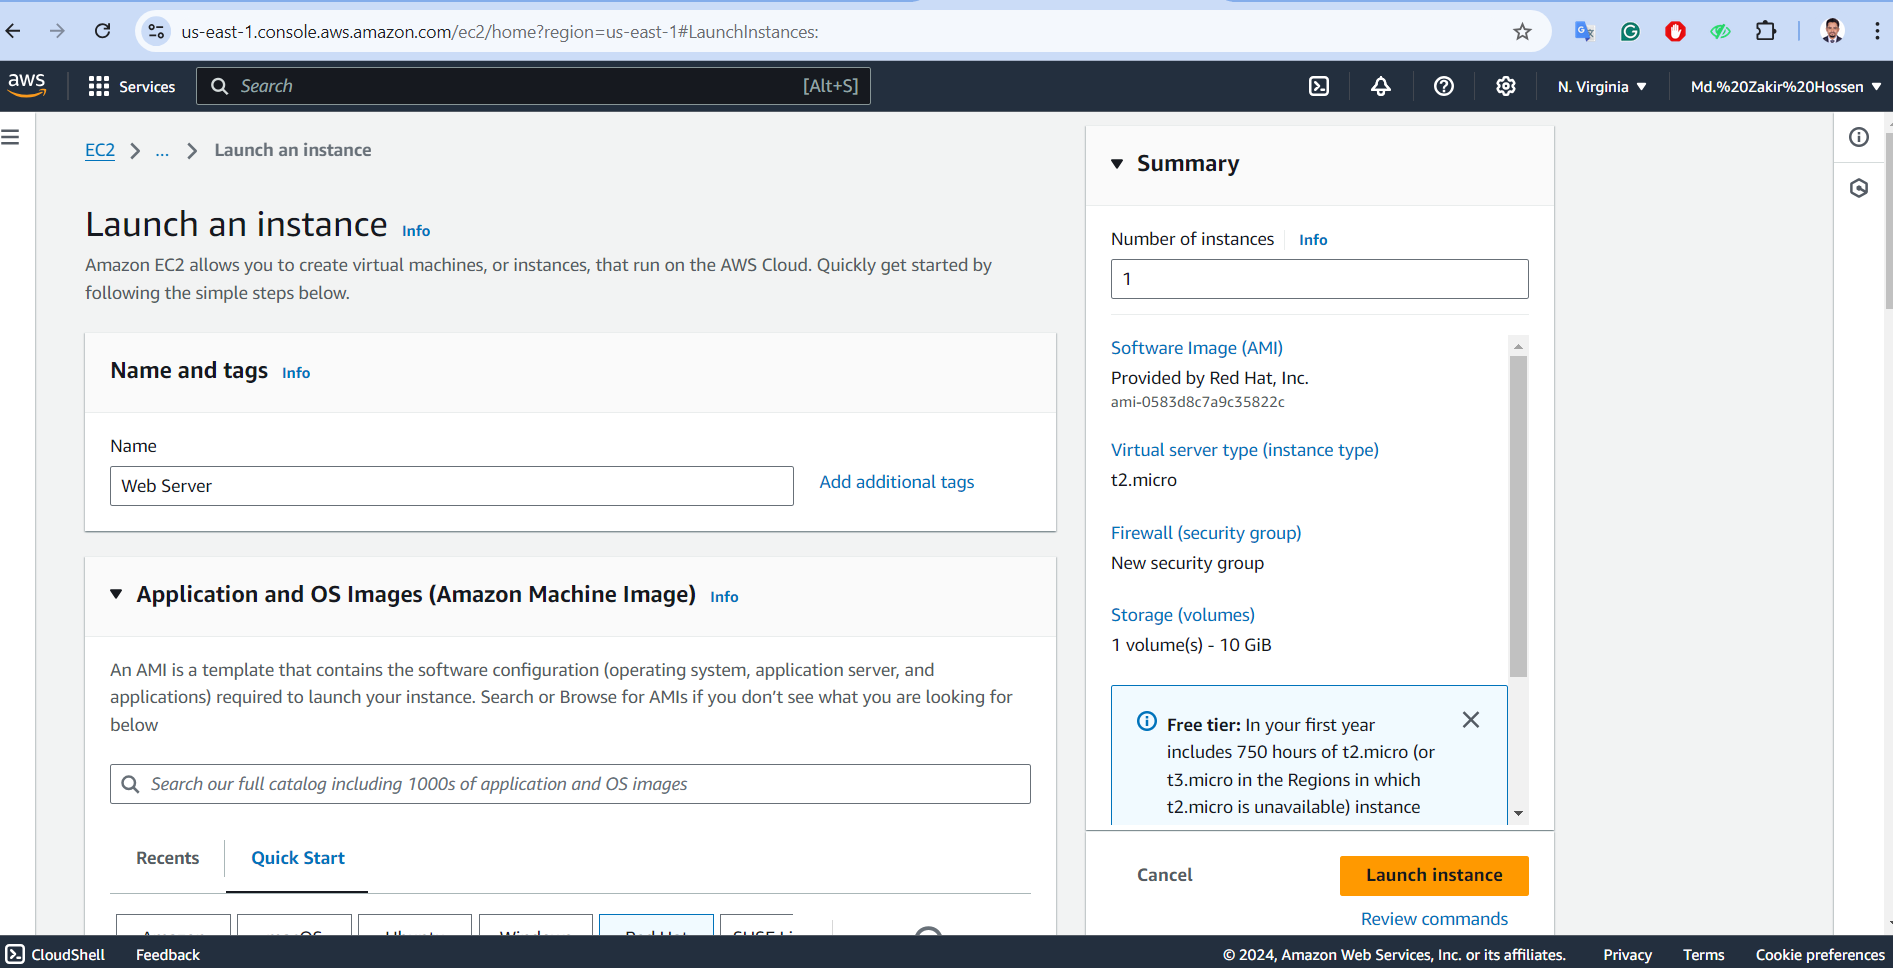 us-east-1.console.aws.amazon.com/ec2/home?region=us-east-1#LaunchInstances:
aws
Services
Search
[Alt+S]
N. Virginia ▼
Md.%20Zakir%20Hossen ▼
EC2 > ... > Launch an instance
Launch an instance Info
Amazon EC2 allows you to create virtual machines, or instances, that run on the AWS Cloud. Quickly get started by
following the simple steps below.
Name and tags Info
Name
Web Server
Add additional tags
Application and OS Images (Amazon Machine Image) Info
An AMI is a template that contains the software configuration (operating system, application server, and
applications) required to launch your instance. Search or Browse for AMIs if you don’t see what you are looking for
below
Search our full catalog including 1000s of application and OS images
Recents
Quick Start
macOS
Ubuntu
Windows
Red Hat
Summary
Number of instances Info
1
Software Image (AMI)
Provided by Red Hat, Inc.
ami-0583d8c7a9c35822c
Virtual server type (instance type)
t2.micro
Firewall (security group)
New security group
Storage (volumes)
1 volume(s) - 10 GiB
Free tier: In your first year
includes 750 hours of t2.micro (or
t3.micro in the Regions in which
t2.micro is unavailable) instance
Cancel
Launch instance
Review commands
CloudShell
Feedback
© 2024, Amazon Web Services, Inc. or its affiliates.
Privacy
Terms
Cookie preferences